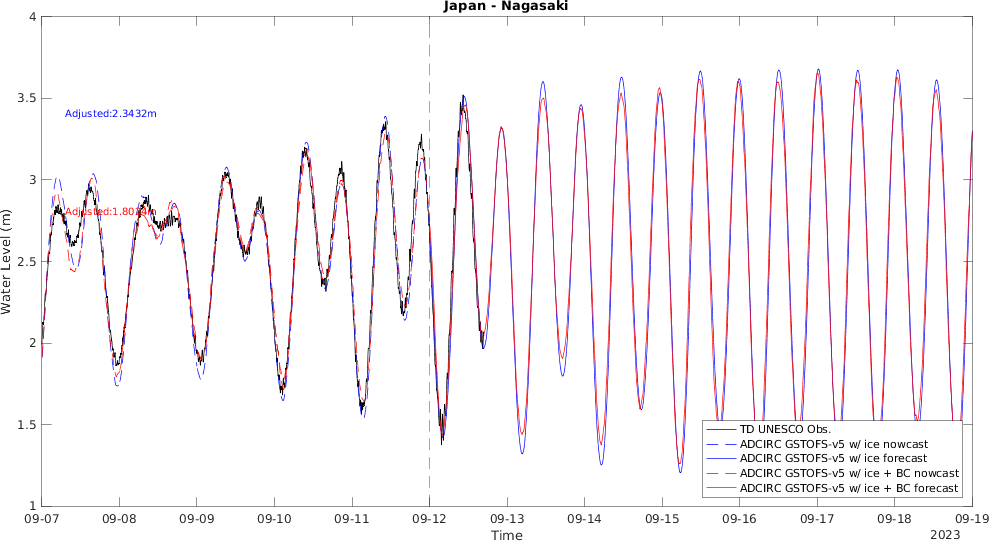 Japan - Nagasaki
Water Level (m)
4
3.5
3
2.5
2
1.5
1
Adjusted:2.3432m
TD UNESCO Obs.
ADCIRC GSTOFS-v5 w/ ice nowcast
ADCIRC GSTOFS-v5 w/ ice forecast
ADCIRC GSTOFS-v5 w/ ice + BC nowcast
ADCIRC GSTOFS-v5 w/ ice + BC forecast
09-07 09-08 09-09 09-10 09-11 09-12 09-13 09-14 09-15 09-16 09-17 09-18 09-19
Time
2023